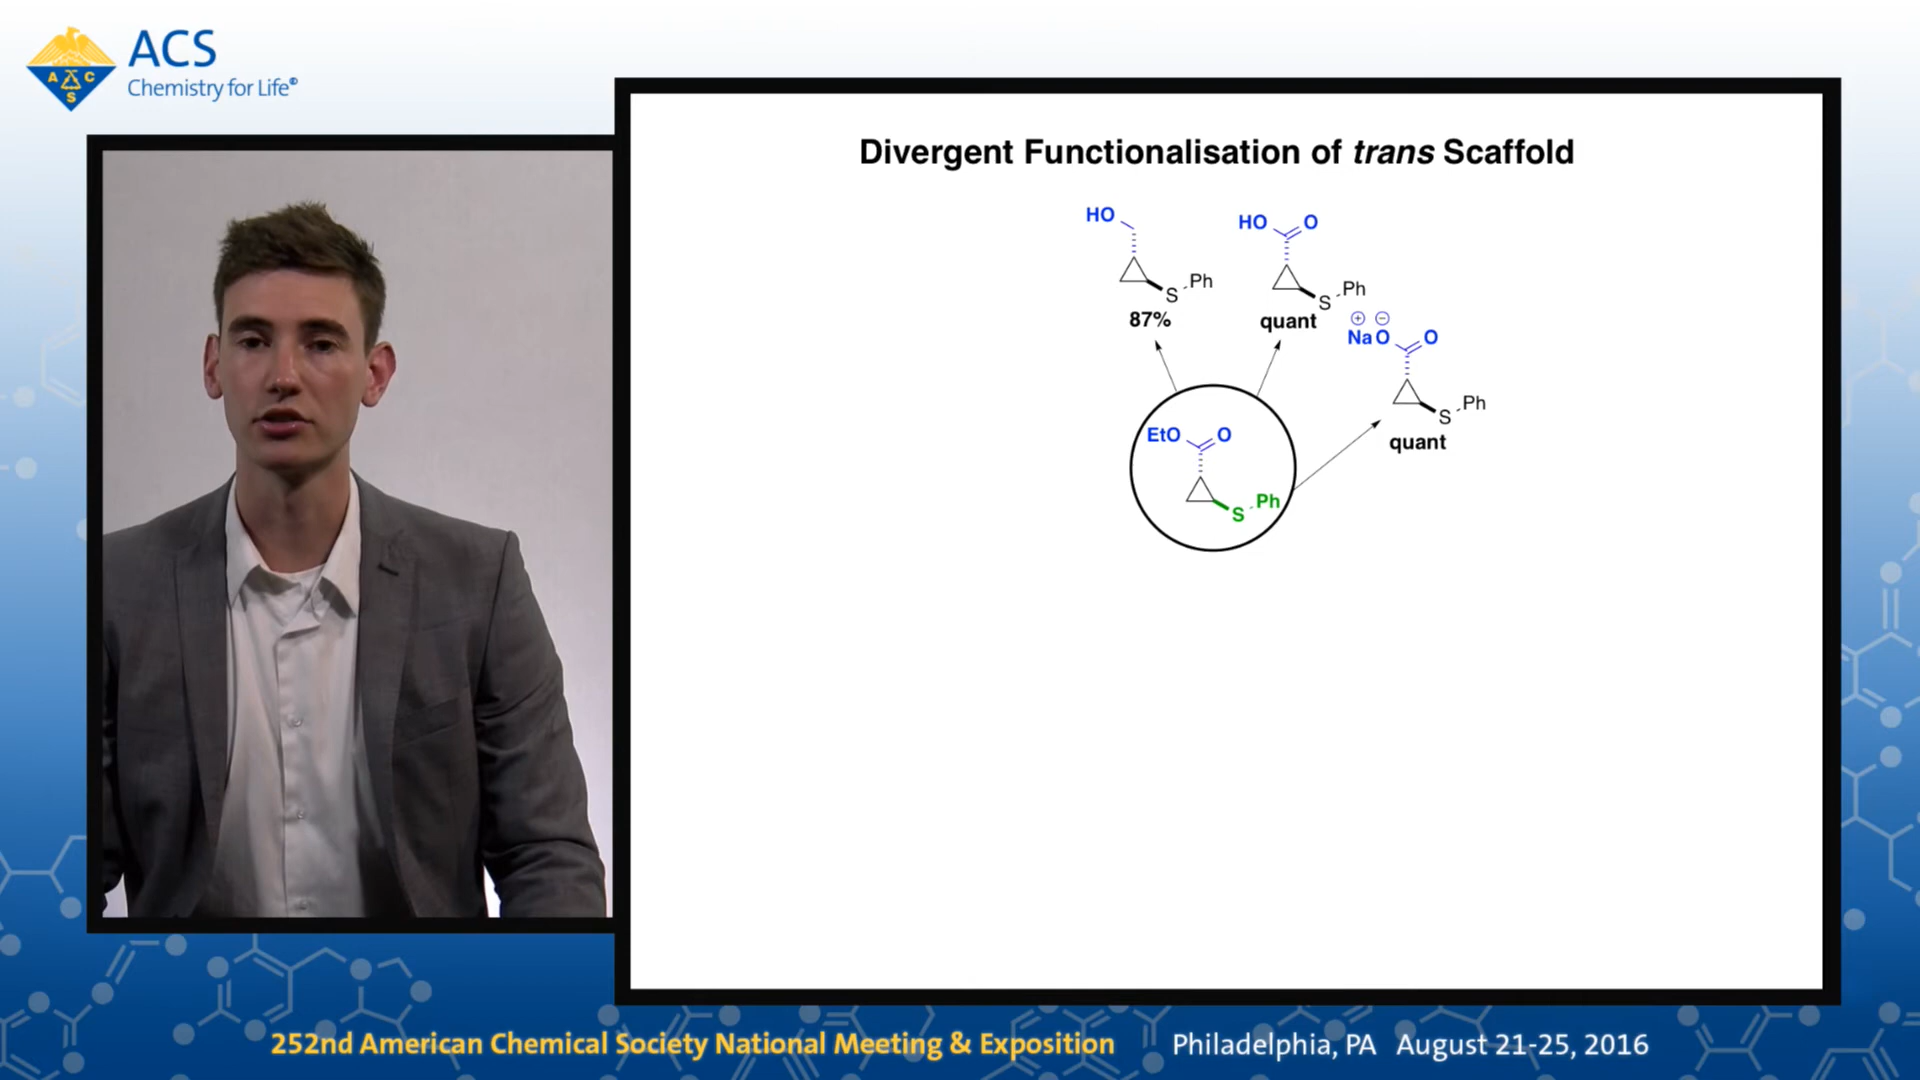 ACS
Chemistry for Life®
A C S
Divergent Functionalisation of trans Scaffold
HO
S Ph
87%
HO O
S Ph
quant
⊕ ⊖
Na O O
S Ph
quant
EtO O
S Ph
252nd American Chemical Society National Meeting & Exposition
Philadelphia, PA August 21-25, 2016